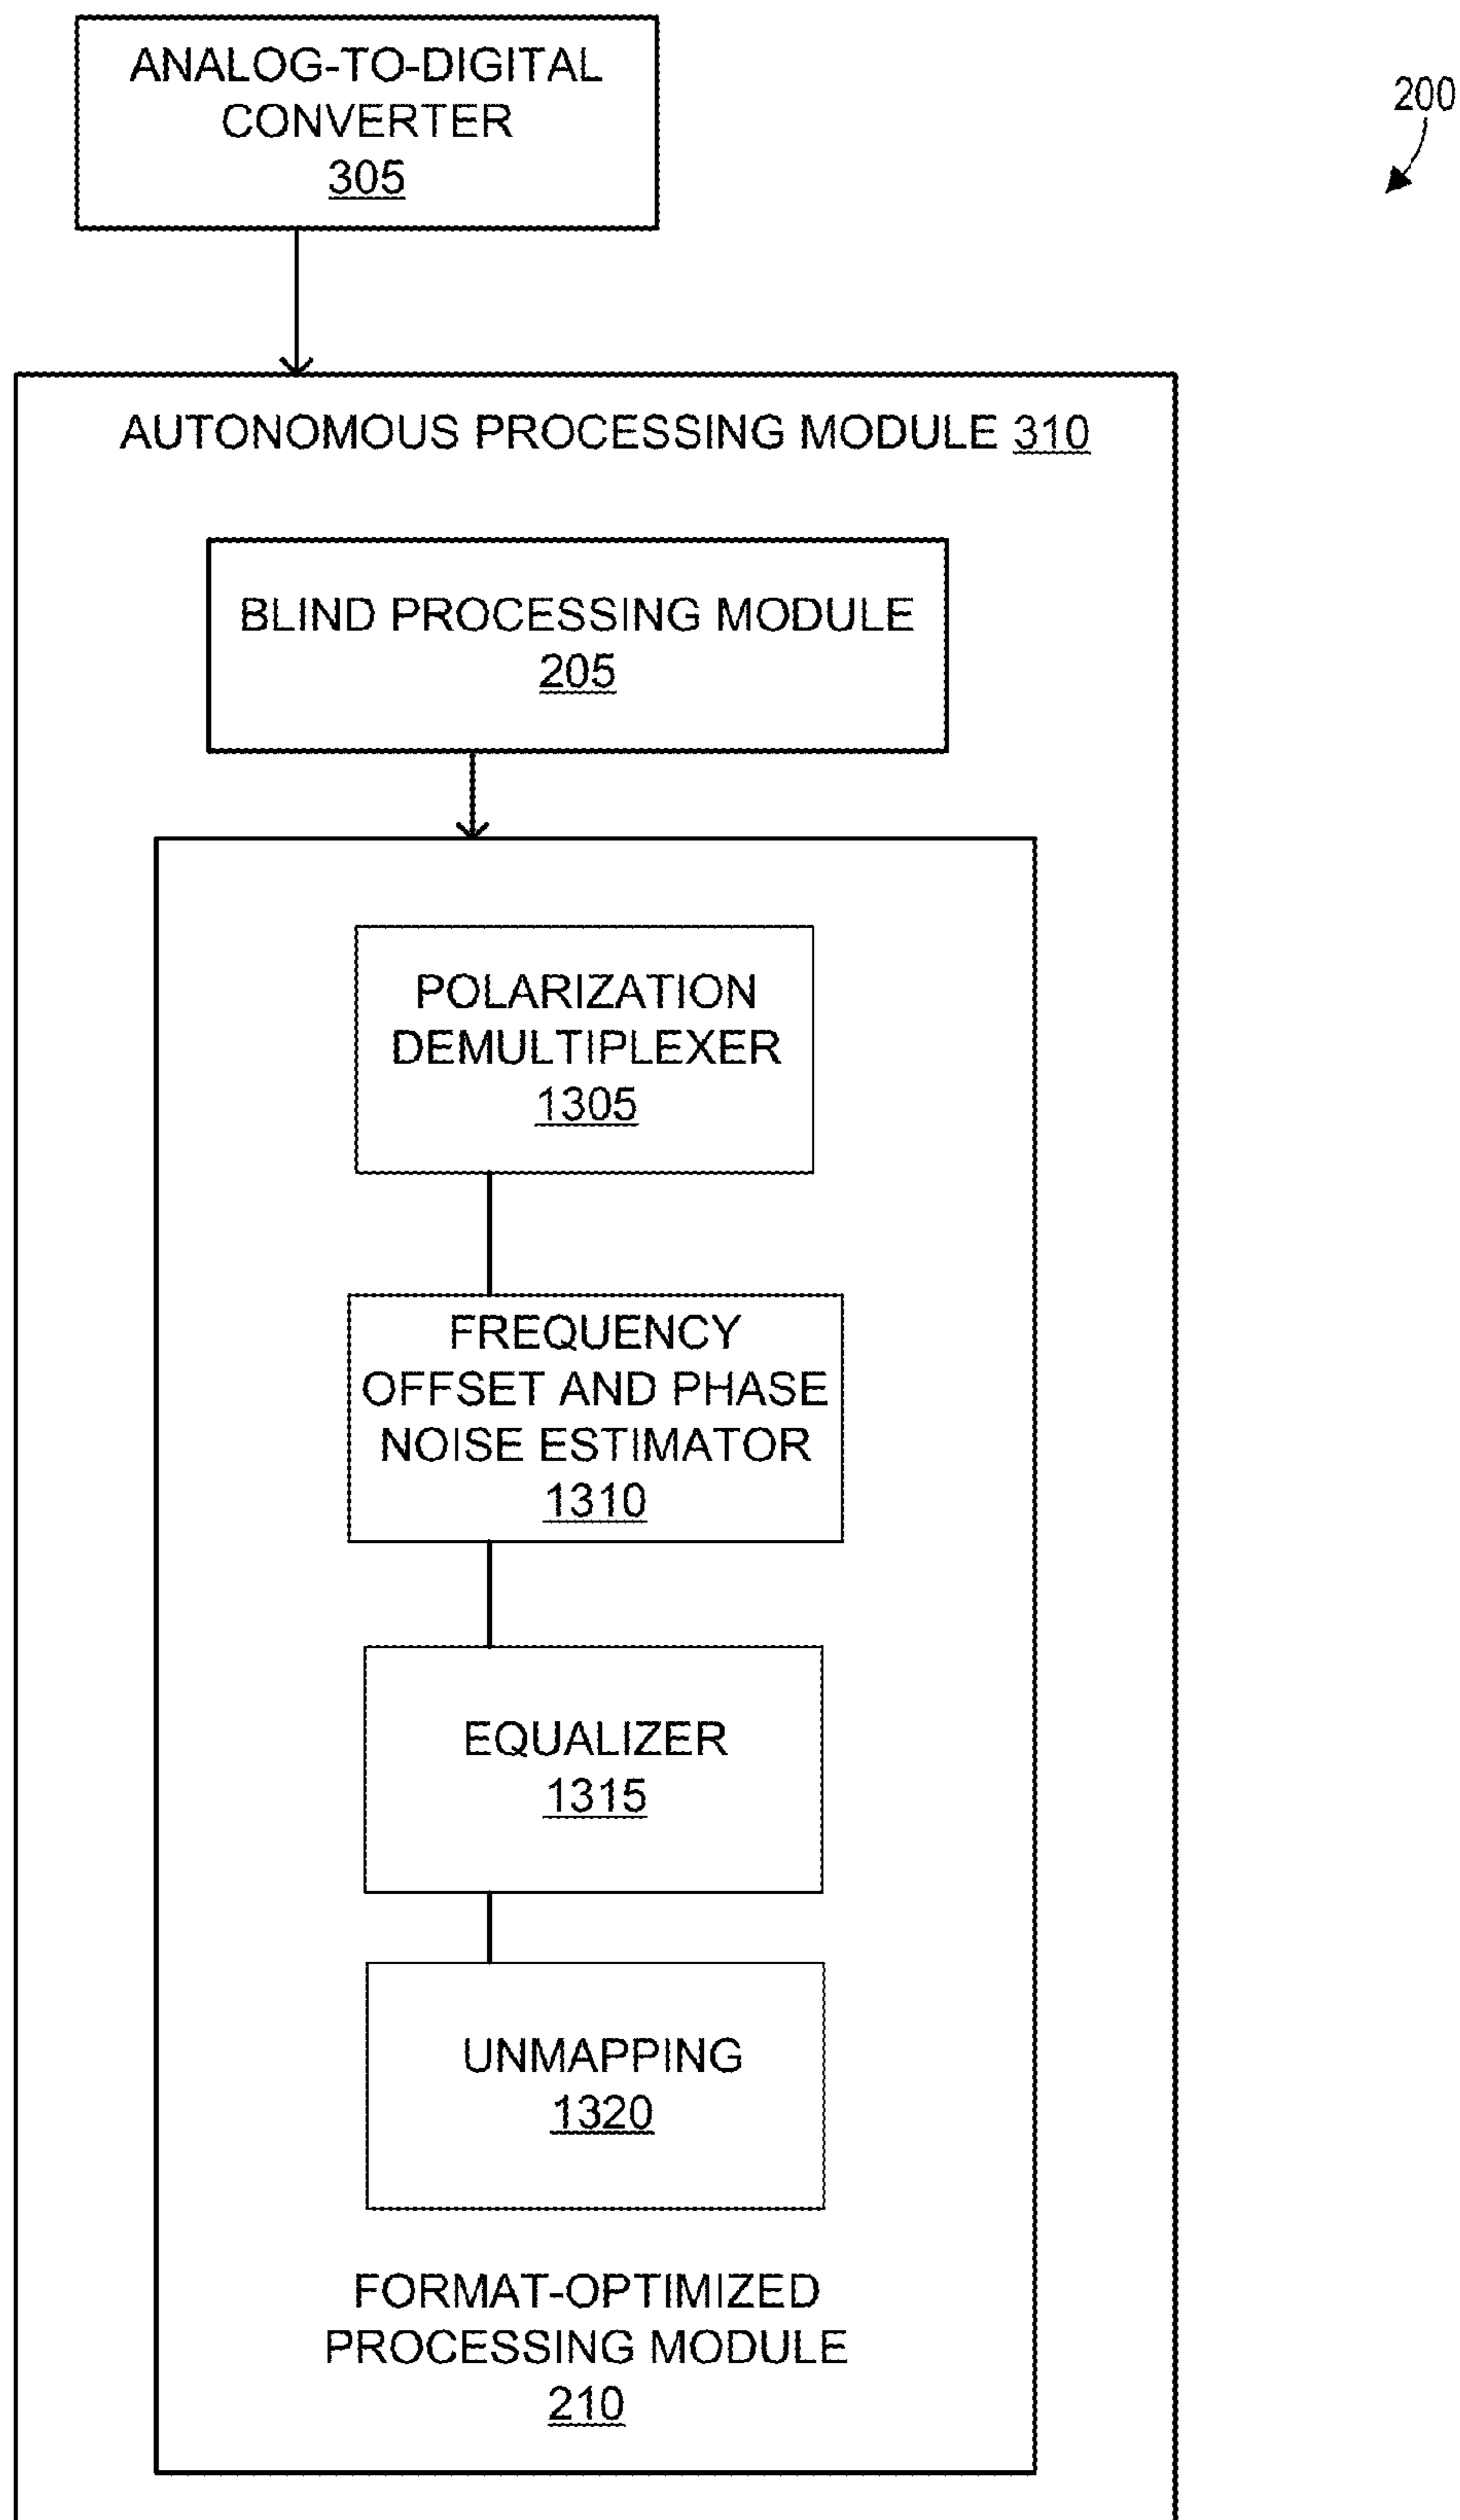 ANALOG-TO-DIGITAL
CONVERTER
305
200
AUTONOMOUS PROCESSING MODULE 310
BLIND PROCESSING MODULE
205
POLARIZATION
DEMULTIPLEXER
1305
FREQUENCY
OFFSET AND PHASE
NOISE ESTIMATOR
1310
EQUALIZER
1315
UNMAPPING
1320
FORMAT-OPTIMIZED
PROCESSING MODULE
210